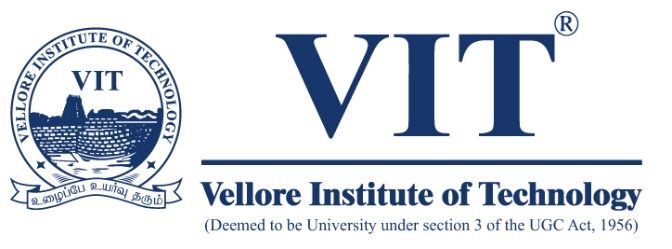 VELLORE INSTITUTE OF TECHNOLOGY
VIT
உழைப்பே உயர்வு தரும்
VIT®
Vellore Institute of Technology
(Deemed to be University under section 3 of the UGC Act, 1956)